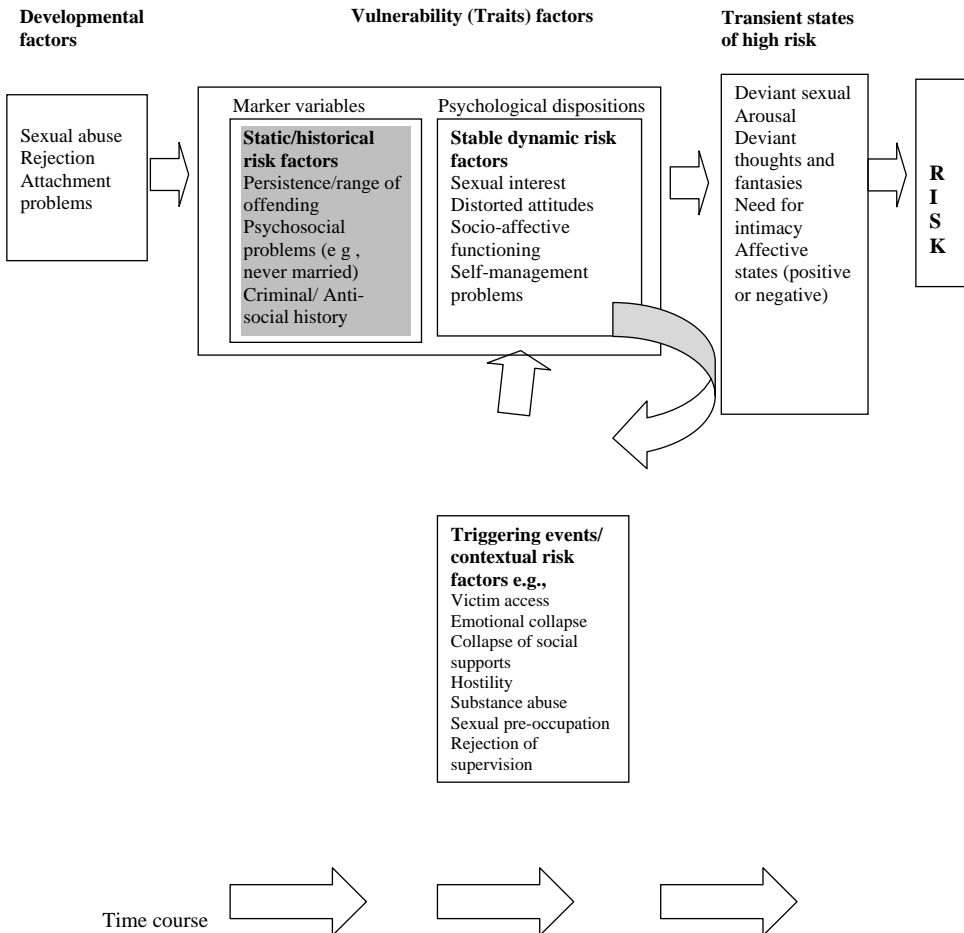 Developmental
factors
Vulnerability (Traits) factors
Transient states
of high risk
Sexual abuse
Rejection
Attachment
problems
Marker variables
Static/historical
risk factors
Persistence/range of
offending
Psychosocial
problems (e g ,
never married)
Criminal/ Anti-
social history
Psychological dispositions
Stable dynamic risk
factors
Sexual interest
Distorted attitudes
Socio-affective
functioning
Self-management
problems
Deviant sexual
Arousal
Deviant
thoughts and
fantasies
Need for
intimacy
Affective
states (positive
or negative)
R
I
S
K
Triggering events/
contextual risk
factors e.g.,
Victim access
Emotional collapse
Collapse of social
supports
Hostility
Substance abuse
Sexual pre-occupation
Rejection of
supervision
Time course